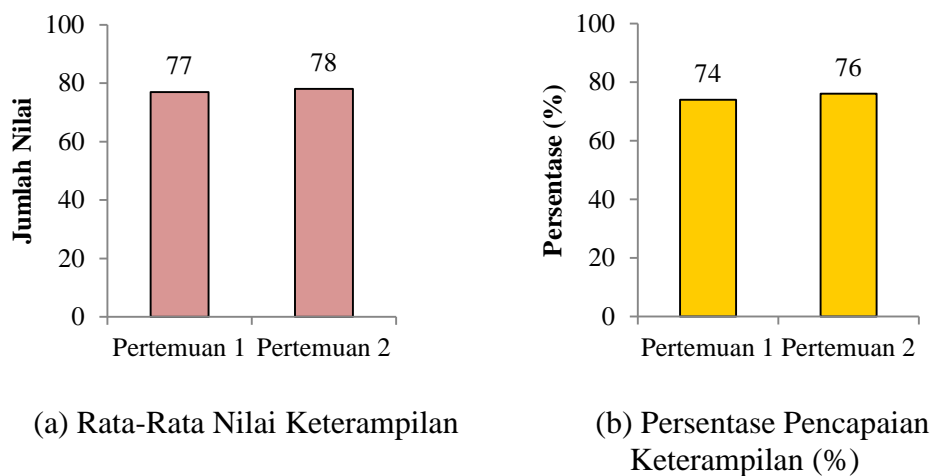 100
80
60
40
20
0
Jumlah Nilai
77
78
Pertemuan 1 Pertemuan 2
(a) Rata-Rata Nilai Keterampilan
100
80
60
40
20
0
Persentase (%)
74
76
Pertemuan 1 Pertemuan 2
(b) Persentase Pencapaian
Keterampilan (%)